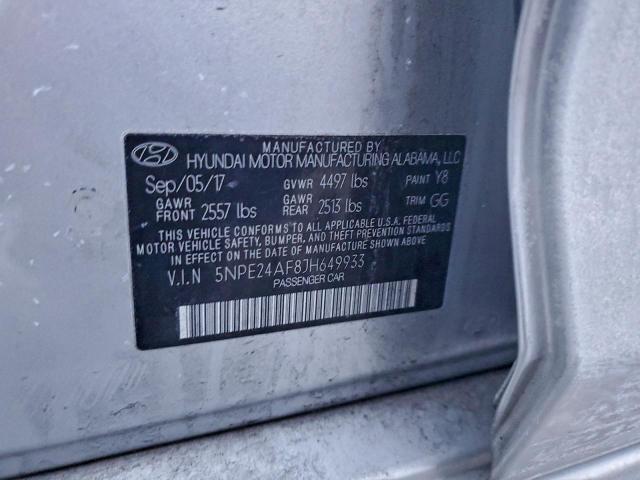 MANUFACTURED BY
HYUNDAI MOTOR MANUFACTURING ALABAMA, LLC
Sep/05/17 GVWR 4497 lbs PAINT Y8
GAWR FRONT 2557 lbs GAWR REAR 2513 lbs TRIM GG
THIS VEHICLE CONFORMS TO ALL APPLICABLE U.S.A. FEDERAL
MOTOR VEHICLE SAFETY, BUMPER, AND THEFT PREVENTION STANDARDS
IN EFFECT ON THE DATE OF MANUFACTURE SHOWN ABOVE.
V.I.N 5NPE24AF8JH649933
PASSENGER CAR